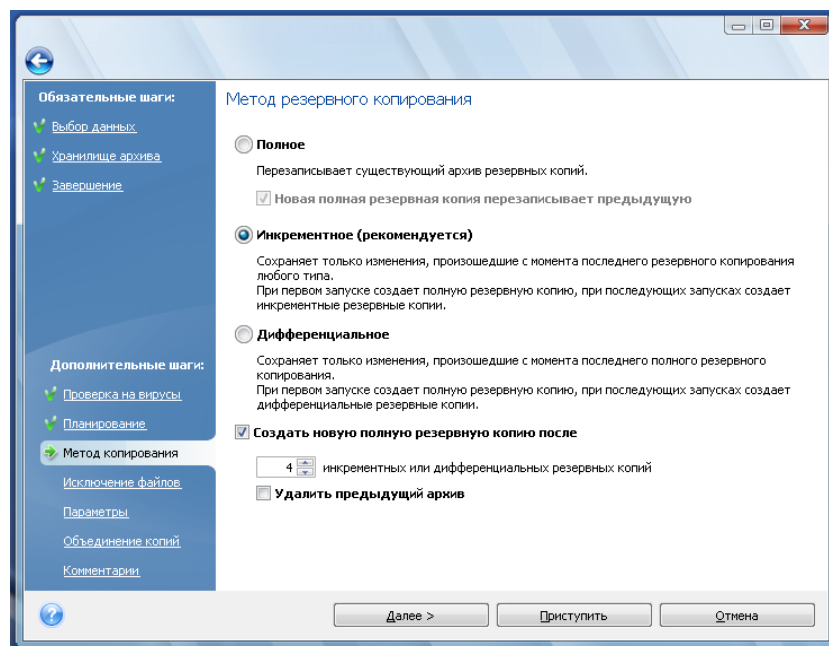 Обязательные шаги:
Выбор данных
Хранилище архива
Завершение
Дополнительные шаги:
Проверка на вирусы
Планирование
Метод копирования
Исключение файлов
Параметры
Объединение копий
Комментарии
Метод резервного копирования
Полное
Перезаписывает существующий архив резервных копий.
Новая полная резервная копия перезаписывает предыдущую
Инкрементное (рекомендуется)
Сохраняет только изменения, произошедшие с момента последнего резервного копирования
любого типа.
При первом запуске создает полную резервную копию, при последующих запусках создает
инкрементные резервные копии.
Дифференциальное
Сохраняет только изменения, произошедшие с момента последнего полного резервного
копирования.
При первом запуске создает полную резервную копию, при последующих запусках создает
дифференциальные резервные копии.
Создать новую полную резервную копию после
4 инкрементных или дифференциальных резервных копий
Удалить предыдущий архив
Далее >
Приступить
Отмена